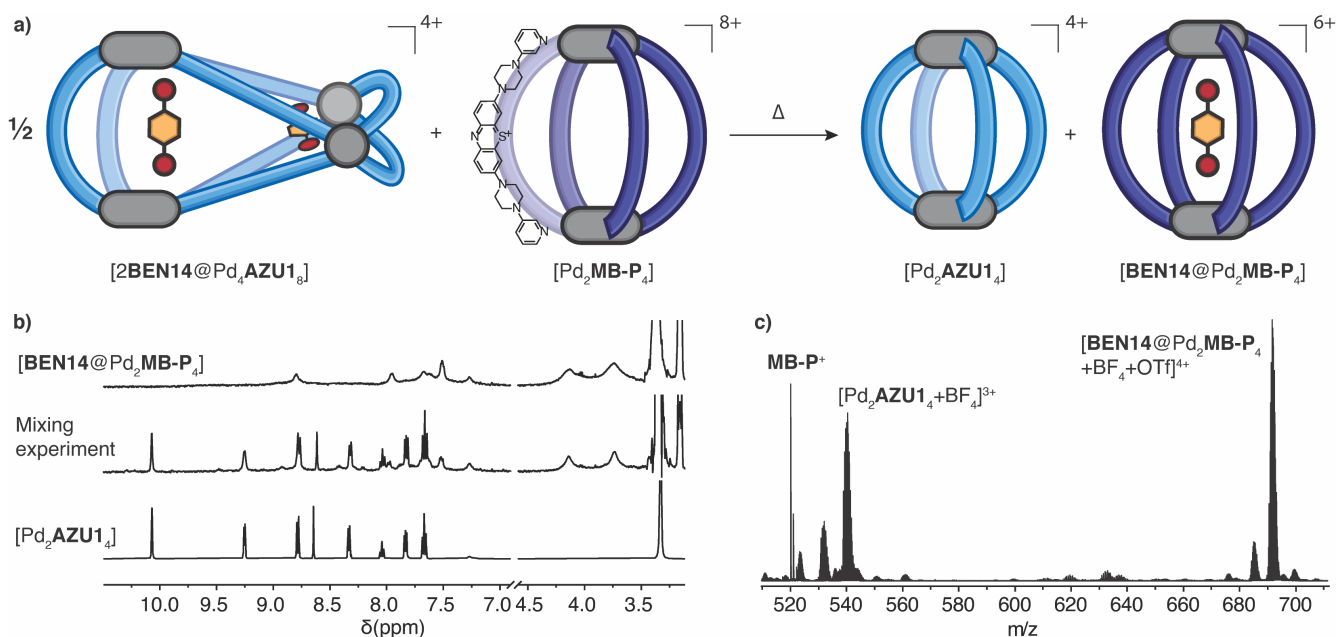 a)
½
4+
+
N
N
N
N
S+
N
N
N
8+
Δ
4+
+
6+
[2BEN14@Pd₄AZU1₈]
[Pd₂MB-P₄]
[Pd₂AZU1₄]
[BEN14@Pd₂MB-P₄]
b)
[BEN14@Pd₂MB-P₄]
Mixing
experiment
[Pd₂AZU1₄]
10.0 9.5 9.0 8.5 8.0 7.5 7.0 4.5 3.5
δ(ppm)
c)
MB-P⁺
[Pd₂AZU1₄+BF₄]³⁺
[BEN14@Pd₂MB-P₄
+BF₄+OTf]⁴⁺
520 540 560 580 600 620 640 660 680 700
m/z